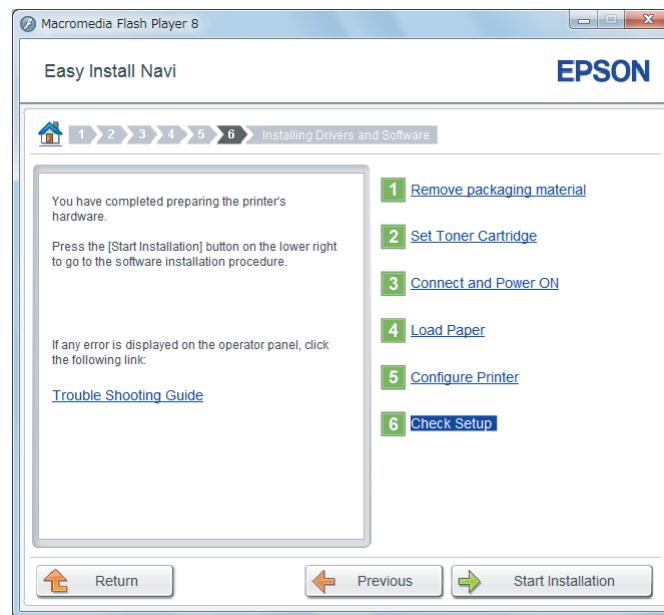 Macromedia Flash Player 8
Easy Install Navi
EPSON
1 2 3 4 5 6 Installing Drivers and Software
You have completed preparing the printer's
hardware.
Press the [Start Installation] button on the lower right
to go to the software installation procedure.
If any error is displayed on the operator panel, click
the following link:
Trouble Shooting Guide
1 Remove packaging material
2 Set Toner Cartridge
3 Connect and Power ON
4 Load Paper
5 Configure Printer
6 Check Setup
Return
Previous
Start Installation